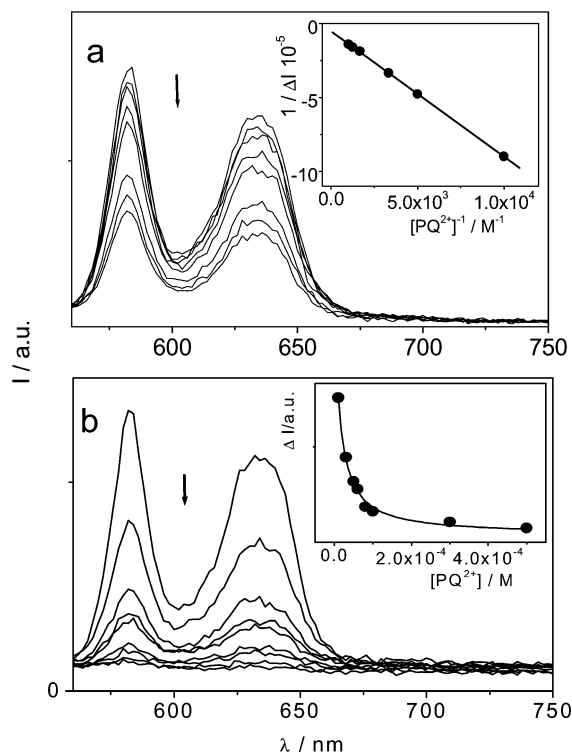 a
1 / ΔI 10⁻⁵
0
-5
-10
0.0
5.0x10³
1.0x10⁴
[PQ²⁺]⁻¹ / M⁻¹
600
650
700
750
I / a.u.
b
Δ I/a.u.
0.0
2.0x10⁻⁴
4.0x10⁻⁴
[PQ²⁺] / M
0
600
650
700
750
λ / nm